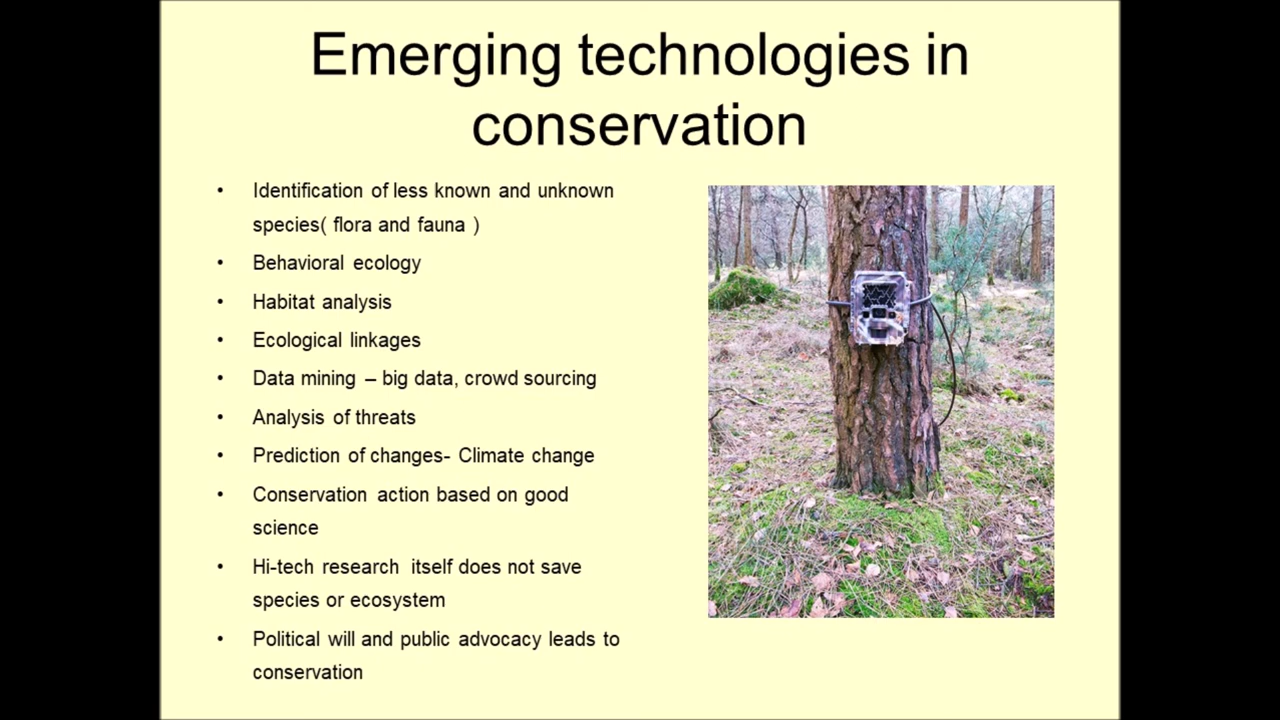 Emerging technologies in
conservation
• Identification of less known and unknown
species( flora and fauna )
• Behavioral ecology
• Habitat analysis
• Ecological linkages
• Data mining – big data, crowd sourcing
• Analysis of threats
• Prediction of changes- Climate change
• Conservation action based on good
science
• Hi-tech research itself does not save
species or ecosystem
• Political will and public advocacy leads to
conservation